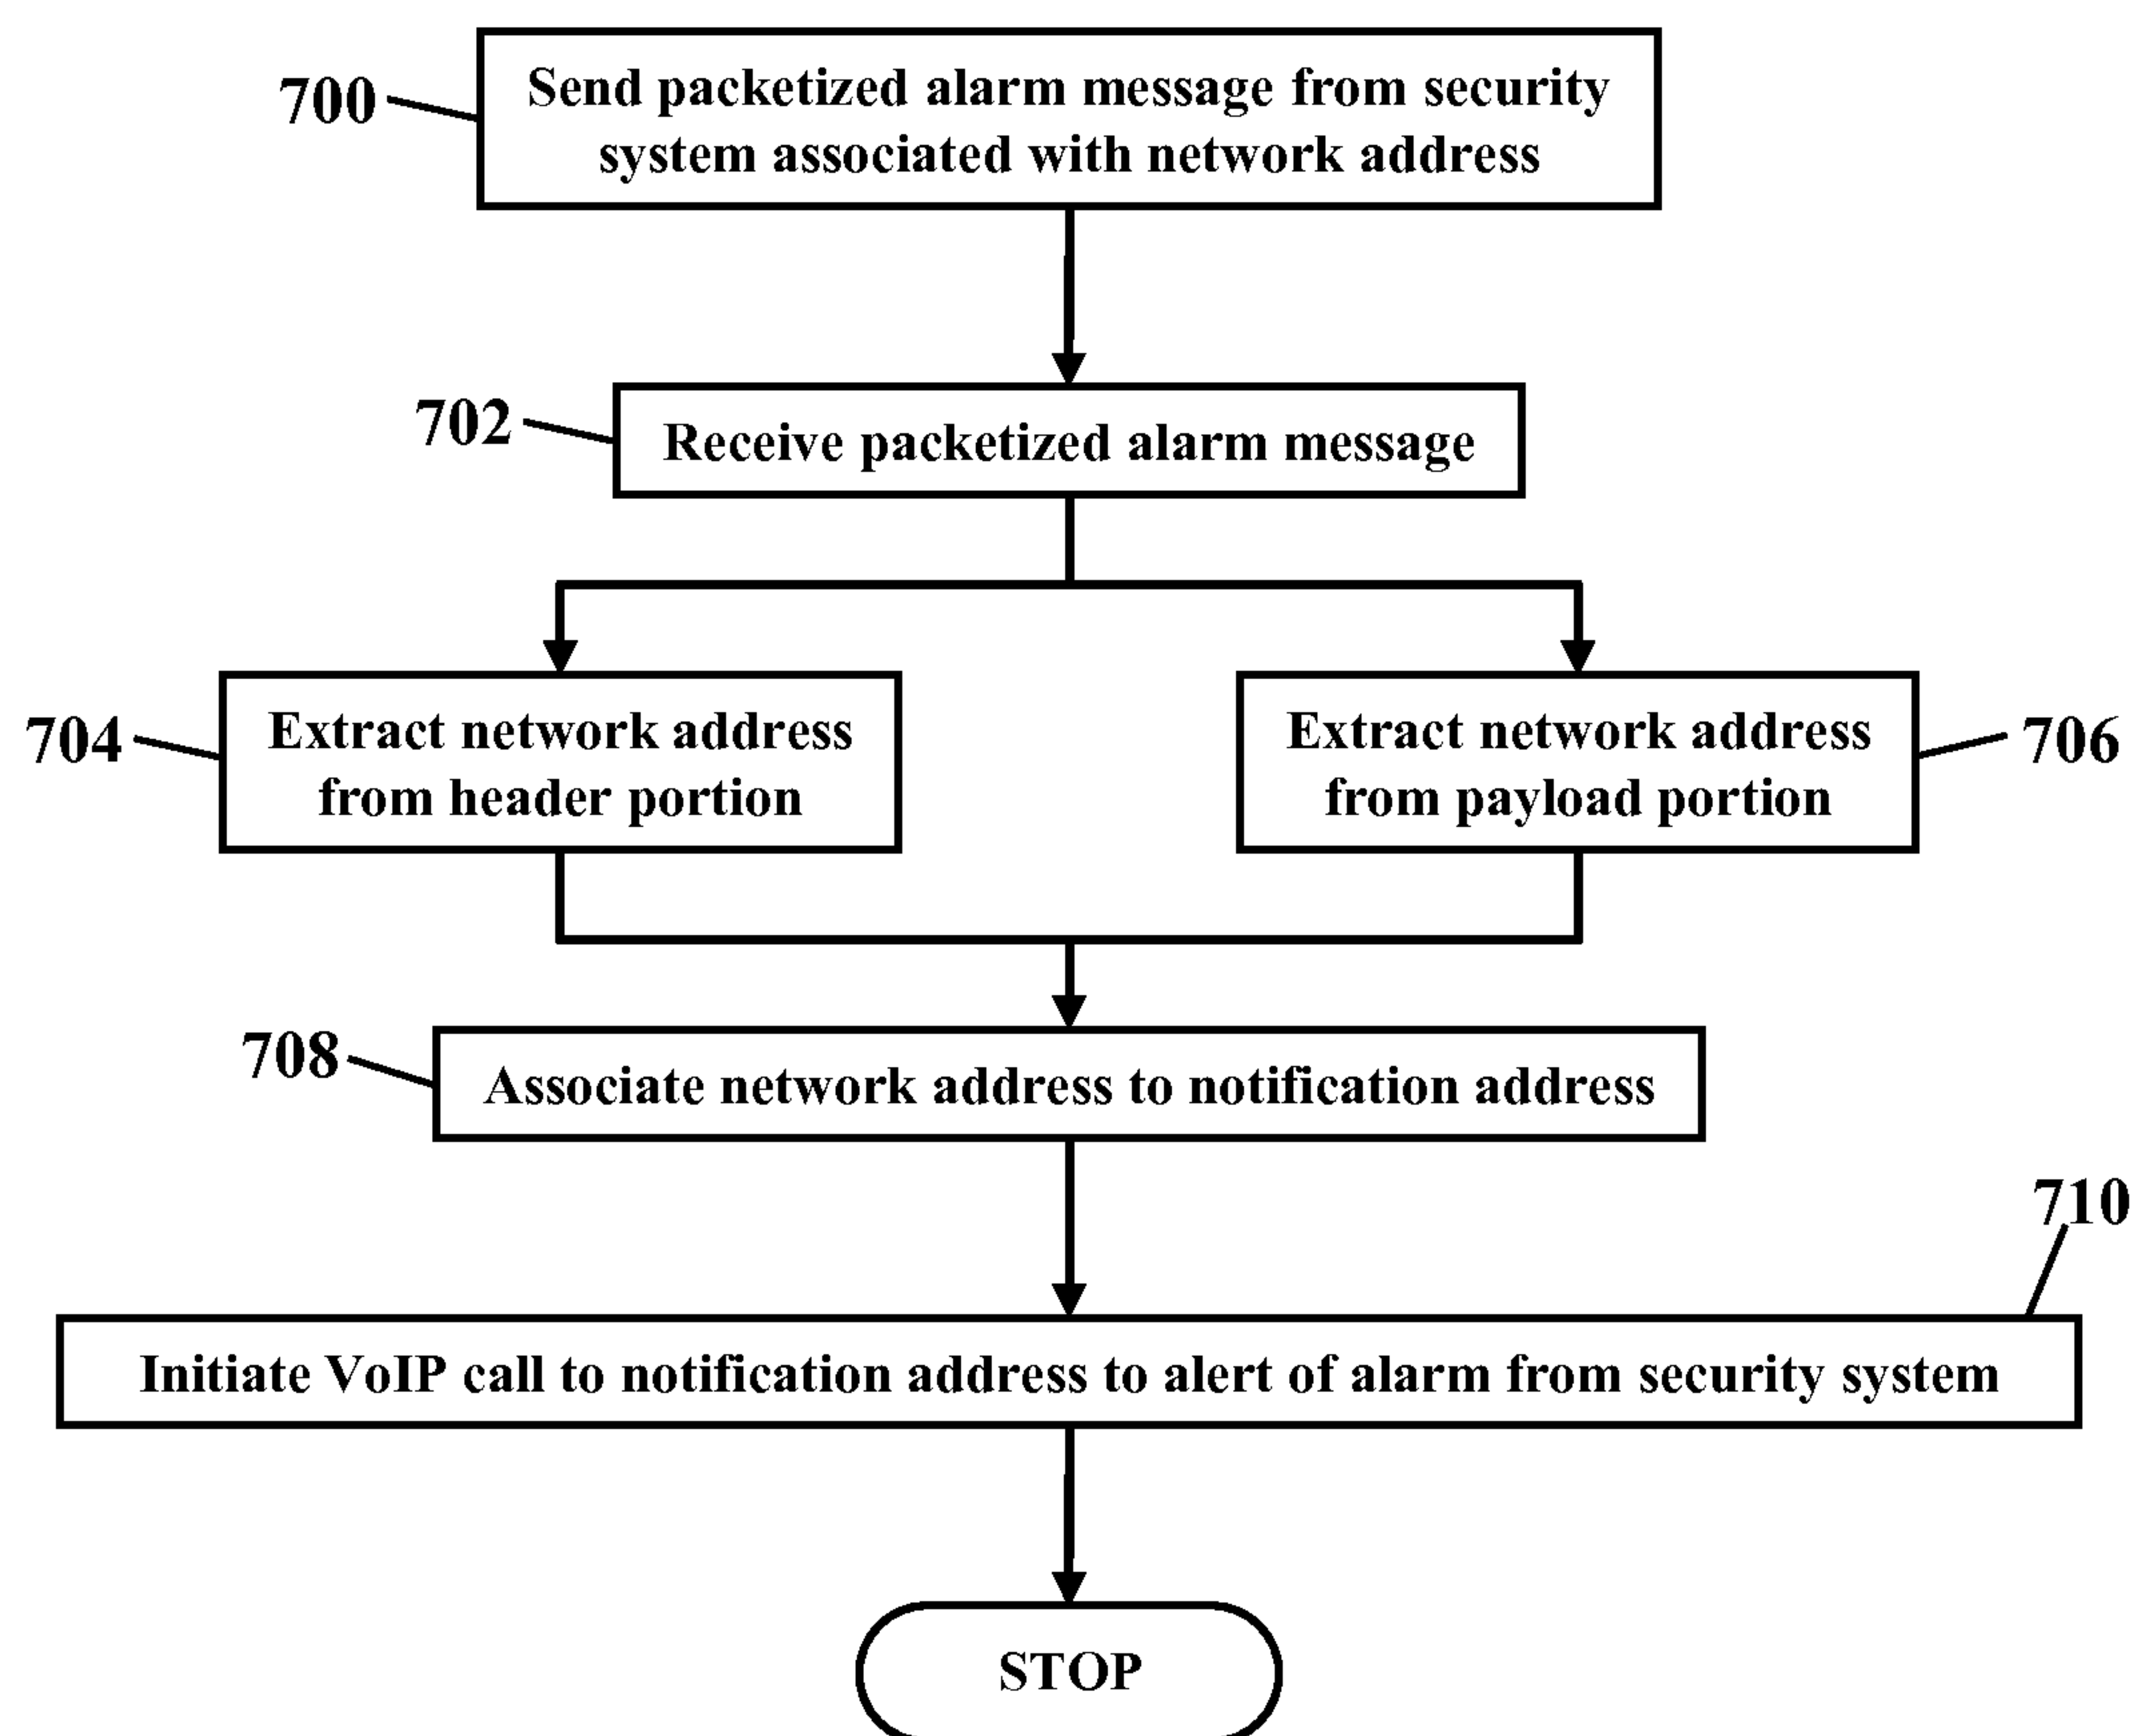 700
Send packetized alarm message from security
system associated with network address
702
Receive packetized alarm message
704
Extract network address
from header portion
Extract network address
from payload portion
706
708
Associate network address to notification address
710
Initiate VoIP call to notification address to alert of alarm from security system
STOP